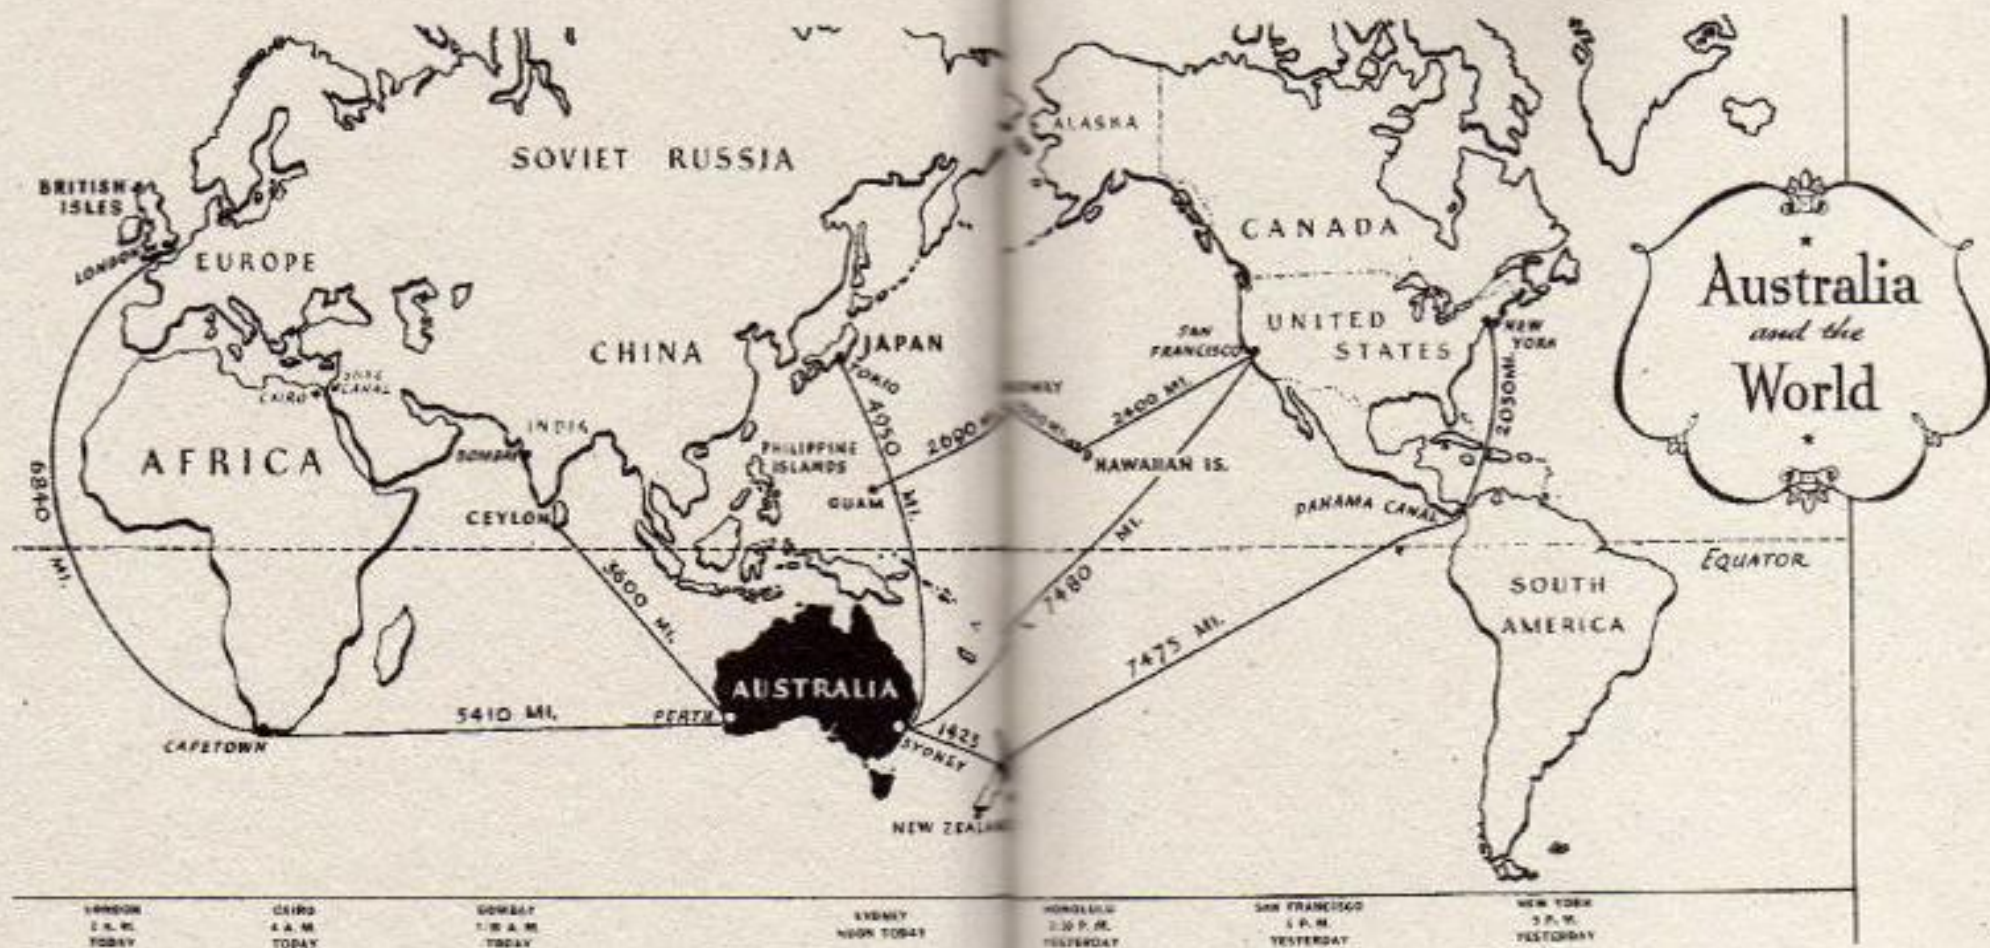 ALASKA
SOVIET RUSSIA
BRITISH
ISLES
LONDON
EUROPE
CANADA
Australia
and the
World
UNITED
STATES
NEW
YORK
SAN
FRANCISCO
CHINA
JAPAN
TOKIO
CANAL
CAIRO
AFRICA
INDIA
BOMBAY
PHILIPPINE
ISLANDS
GUAM
4950 MI.
2400 MI.
2050 MI.
HAWAIIAN IS.
CEYLON
PANAMA CANAL
6840 MI.
EQUATOR
3600 MI.
7480 MI.
7475 MI.
SOUTH
AMERICA
AUSTRALIA
PERTH
5410 MI.
CAPETOWN
1425
SYDNEY
NEW ZEALAND
LONDON
TODAY
CAIRO
4 A.M.
TODAY
BOMBAY
TODAY
SYDNEY
NOON TODAY
HONOLULU
YESTERDAY
SAN FRANCISCO
YESTERDAY
NEW YORK
YESTERDAY